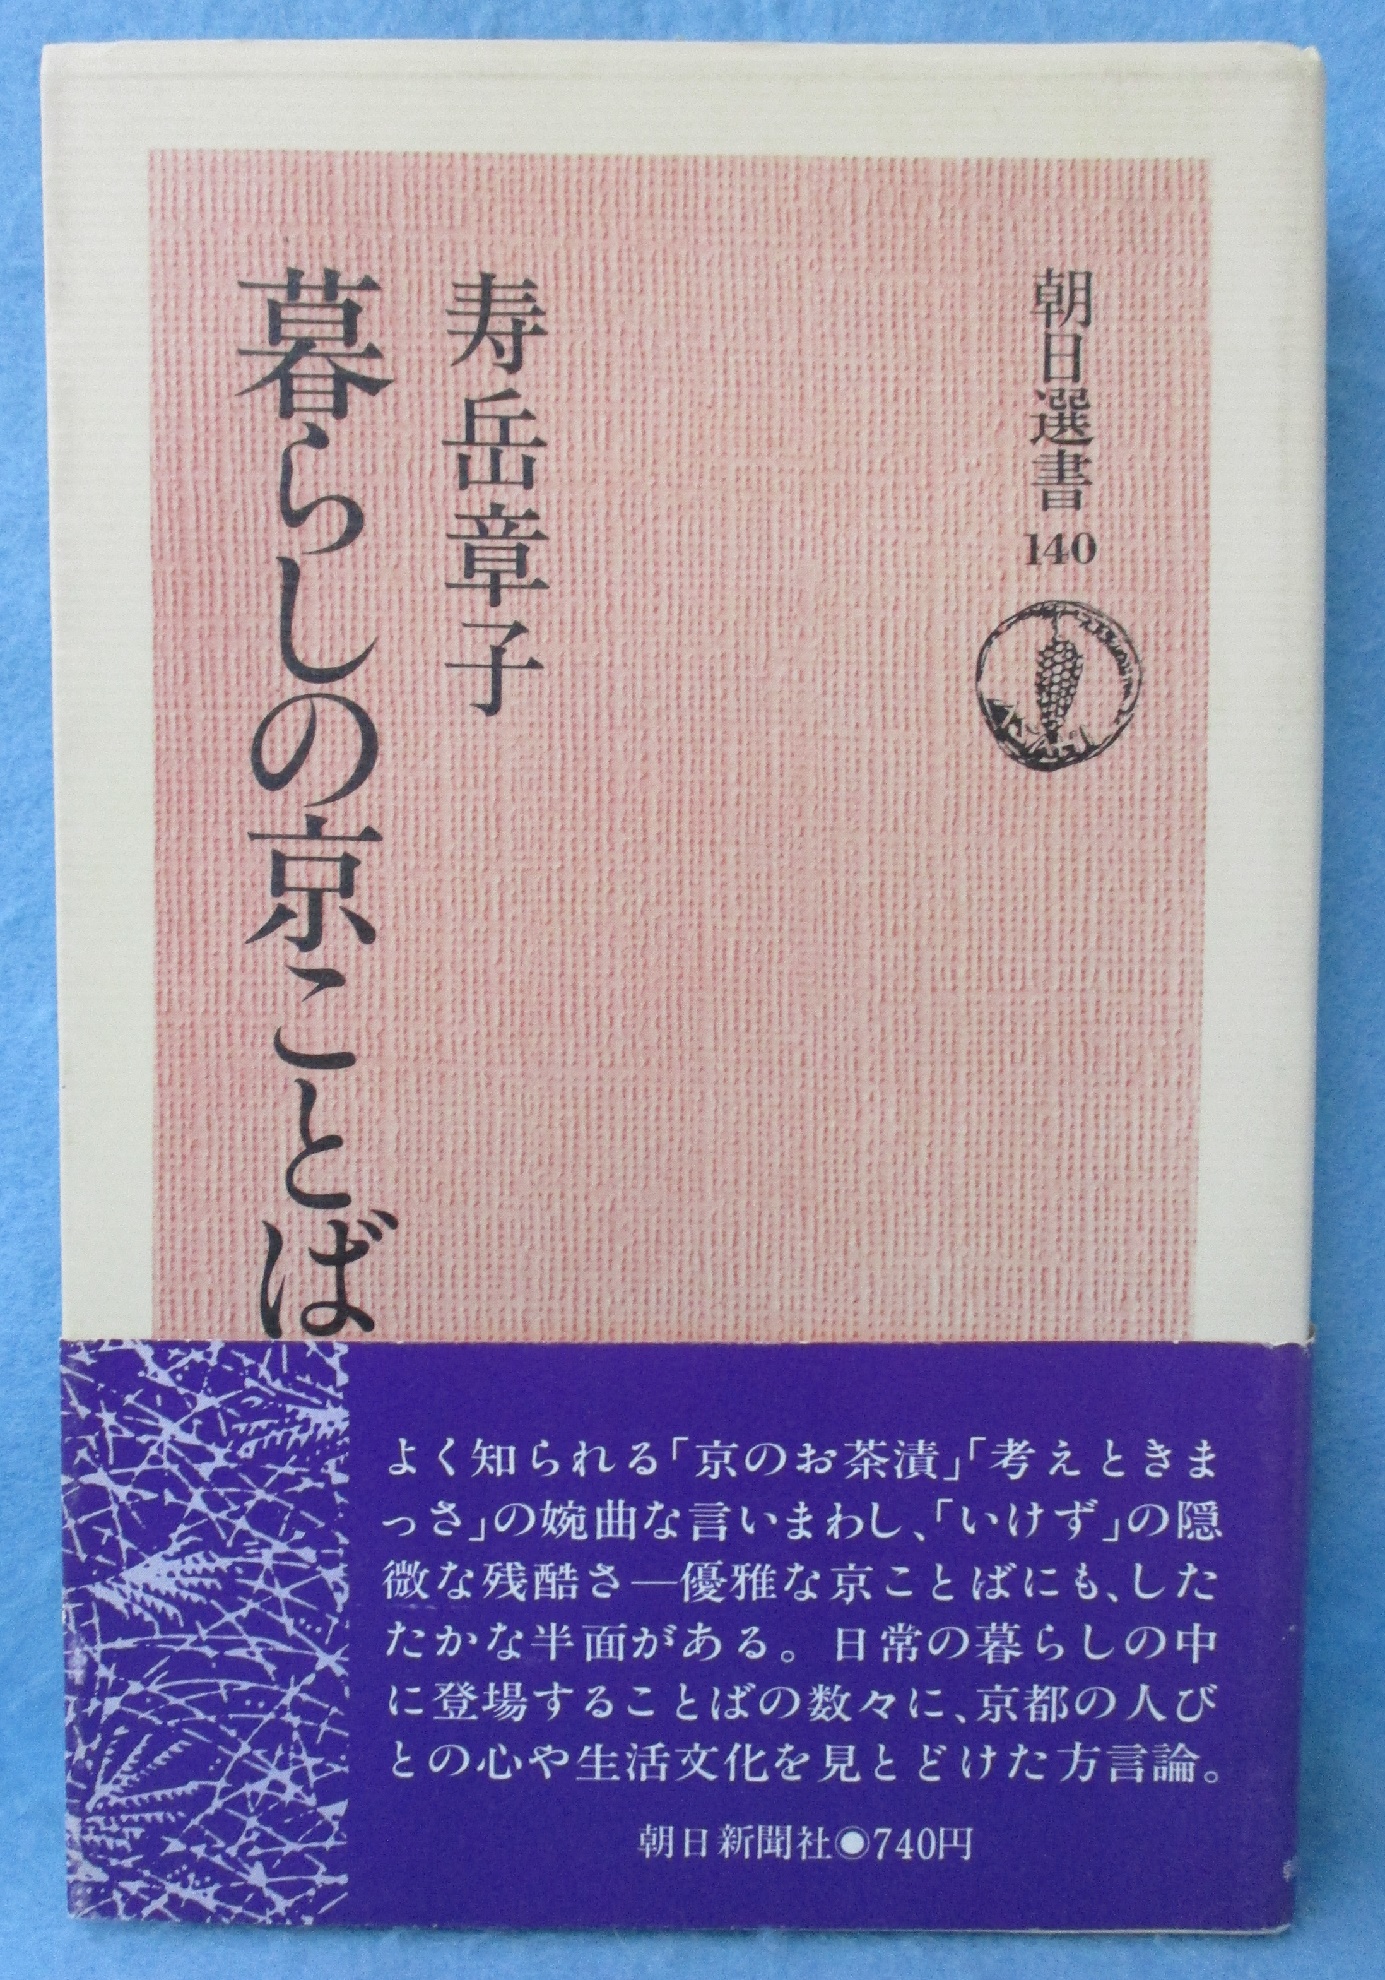 朝日選書
140
寿岳章子
暮らしの京ことば
よく知られる「京のお茶漬」「考えときま
っさ」の婉曲な言いまわし、「いけず」の隠
微な残酷さ―優雅な京ことばにも、した
たかな半面がある。日常の暮らしの中
に登場することばの数々に、京都の人び
との心や生活文化を見とどけた方言論。
朝日新聞社◉740円